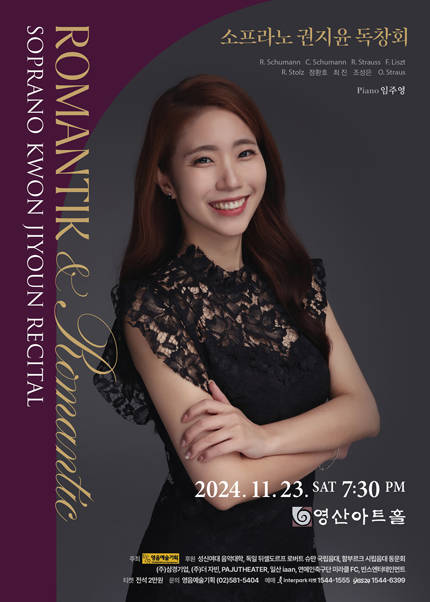 소프라노 권지윤 독창회
R. Schumann C. Schumann R. Strauss F. Liszt
R. Stolz 정환호 최 진 조성은 O. Straus
Piano 임주영
ROMANTIK & Romantic
SOPRANO KWON JIYOUN RECITAL
2024. 11. 23. SAT 7:30 PM
영산아트홀
주최 영음예술기획 후원 성신여대 음악대학, 독일 뒤셀도르프 로버트 슈만 국립음대, 함부르크 시립음대 동문회
(주)삼경기업, (주)더 자빈, PAJUTHEATER, 일산 iaan, 연예인축구단 미라클 FC, 빈스엔터테인먼트
티켓 전석 2만원 문의 영음예술기획 (02)581-5404 예매 interpark 티켓 1544-1555 yes24 1544-6399